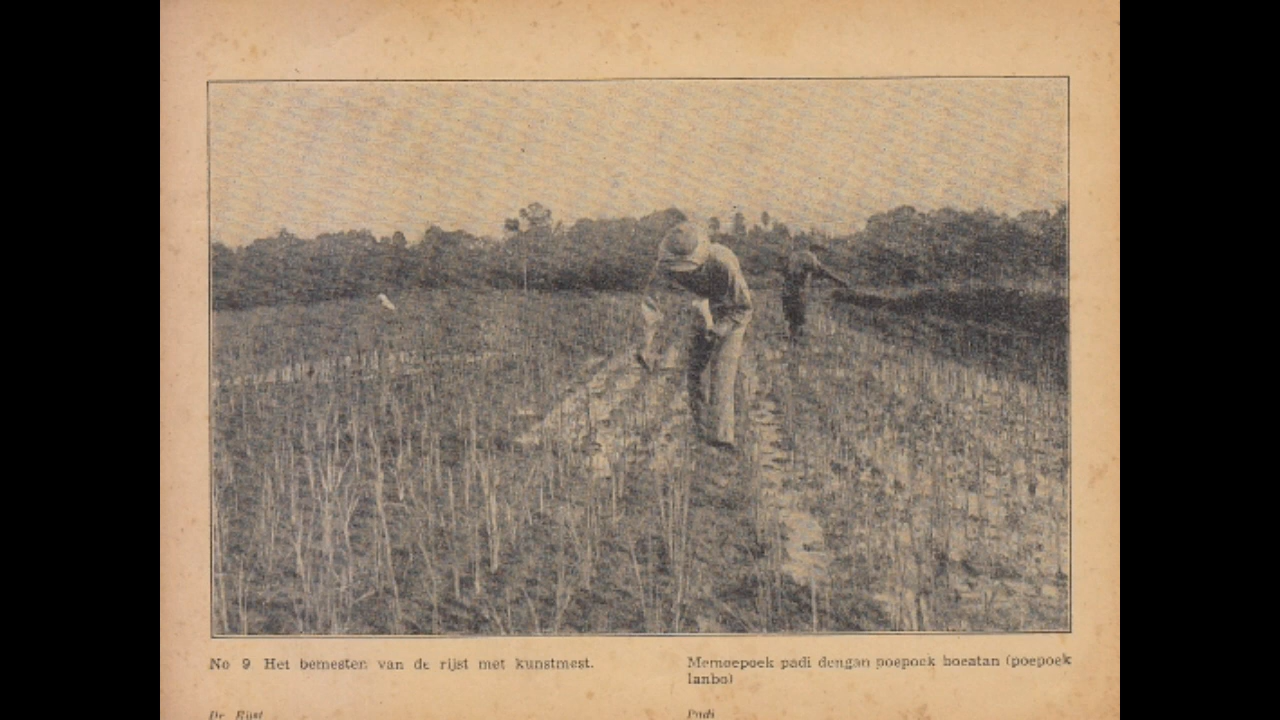 No 9 Het bemesten van de rijst met kunstmest.
Memoepoek padi dengan poepoek boeatan (poepoek
lanbo)
De Rijst
Padi